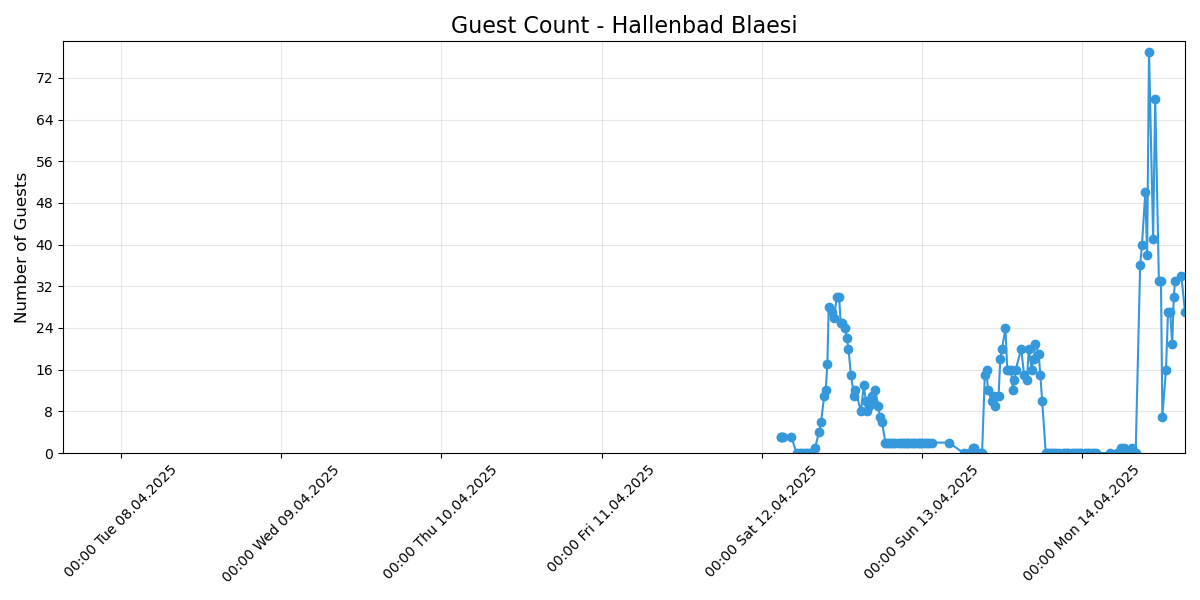 Guest Count - Hallenbad Blaesi
Number of Guests
72
64
56
48
40
32
24
16
8
0
00:00 Tue 08.04.2025
00:00 Wed 09.04.2025
00:00 Thu 10.04.2025
00:00 Fri 11.04.2025
00:00 Sat 12.04.2025
00:00 Sun 13.04.2025
00:00 Mon 14.04.2025